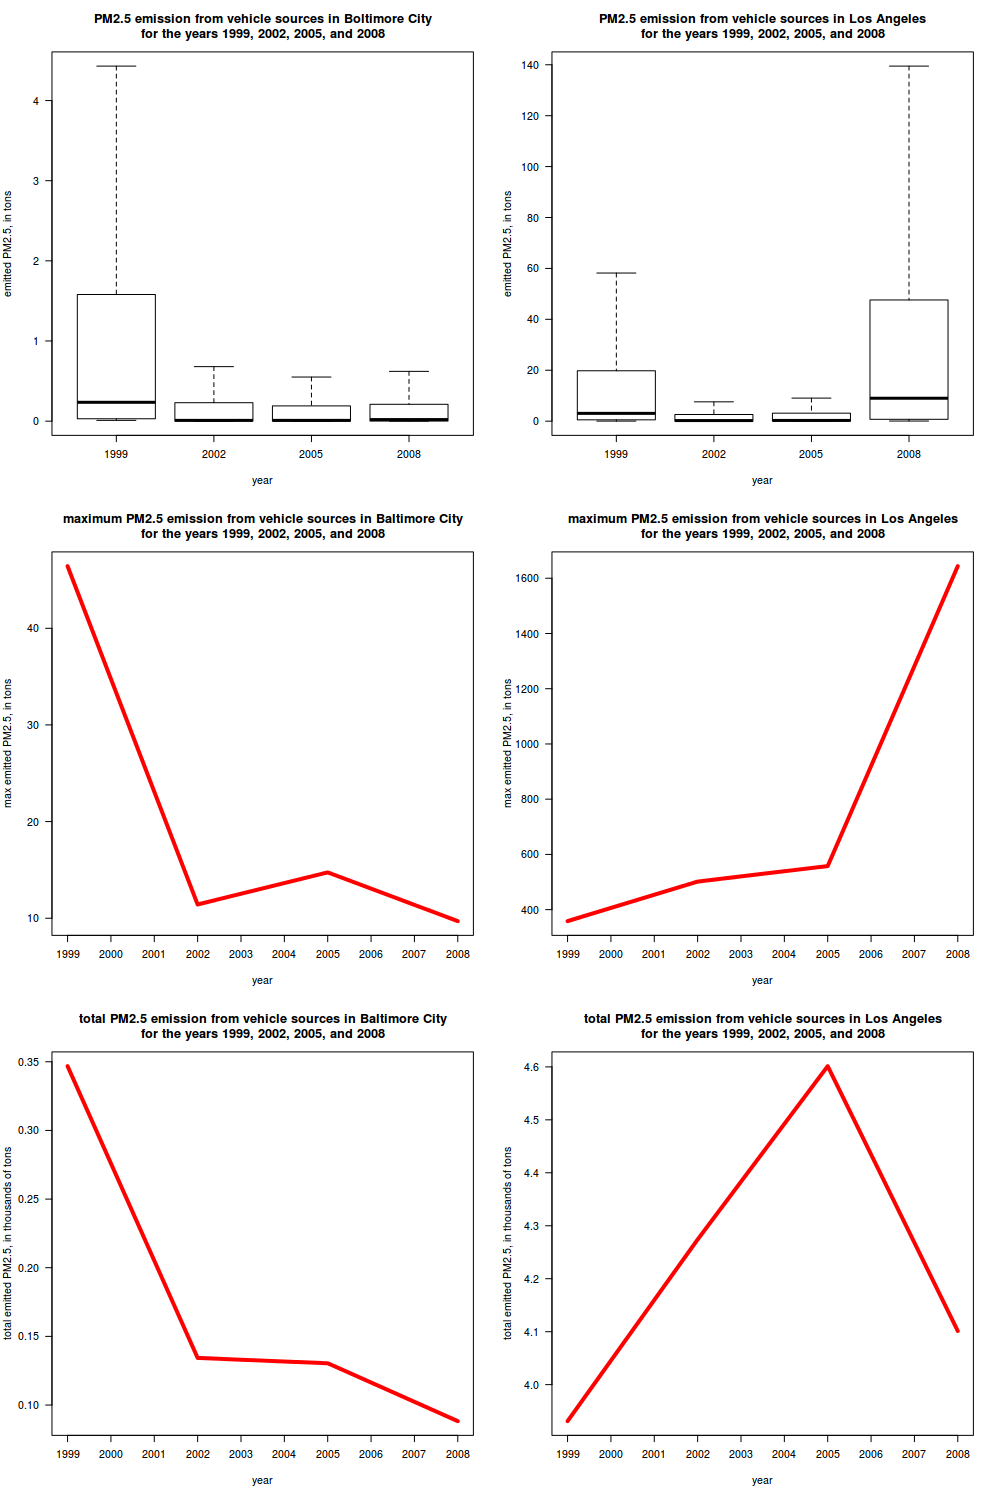 PM2.5 emission from vehicle sources in Boltimore City
for the years 1999, 2002, 2005, and 2008
emitted PM2.5, in tons
4
3
2
1
0
1999 2002 2005 2008
year
PM2.5 emission from vehicle sources in Los Angeles
for the years 1999, 2002, 2005, and 2008
emitted PM2.5, in tons
140
120
100
80
60
40
20
0
1999 2002 2005 2008
year
maximum PM2.5 emission from vehicle sources in Baltimore City
for the years 1999, 2002, 2005, and 2008
max emitted PM2.5, in tons
40
30
20
10
1999 2000 2001 2002 2003 2004 2005 2006 2007 2008
year
maximum PM2.5 emission from vehicle sources in Los Angeles
for the years 1999, 2002, 2005, and 2008
max emitted PM2.5, in tons
1600
1400
1200
1000
800
600
400
1999 2000 2001 2002 2003 2004 2005 2006 2007 2008
year
total PM2.5 emission from vehicle sources in Baltimore City
for the years 1999, 2002, 2005, and 2008
total emitted PM2.5, in thousands of tons
0.35
0.30
0.25
0.20
0.15
0.10
1999 2000 2001 2002 2003 2004 2005 2006 2007 2008
year
total PM2.5 emission from vehicle sources in Los Angeles
for the years 1999, 2002, 2005, and 2008
total emitted PM2.5, in thousands of tons
4.6
4.5
4.4
4.3
4.2
4.1
4.0
1999 2000 2001 2002 2003 2004 2005 2006 2007 2008
year